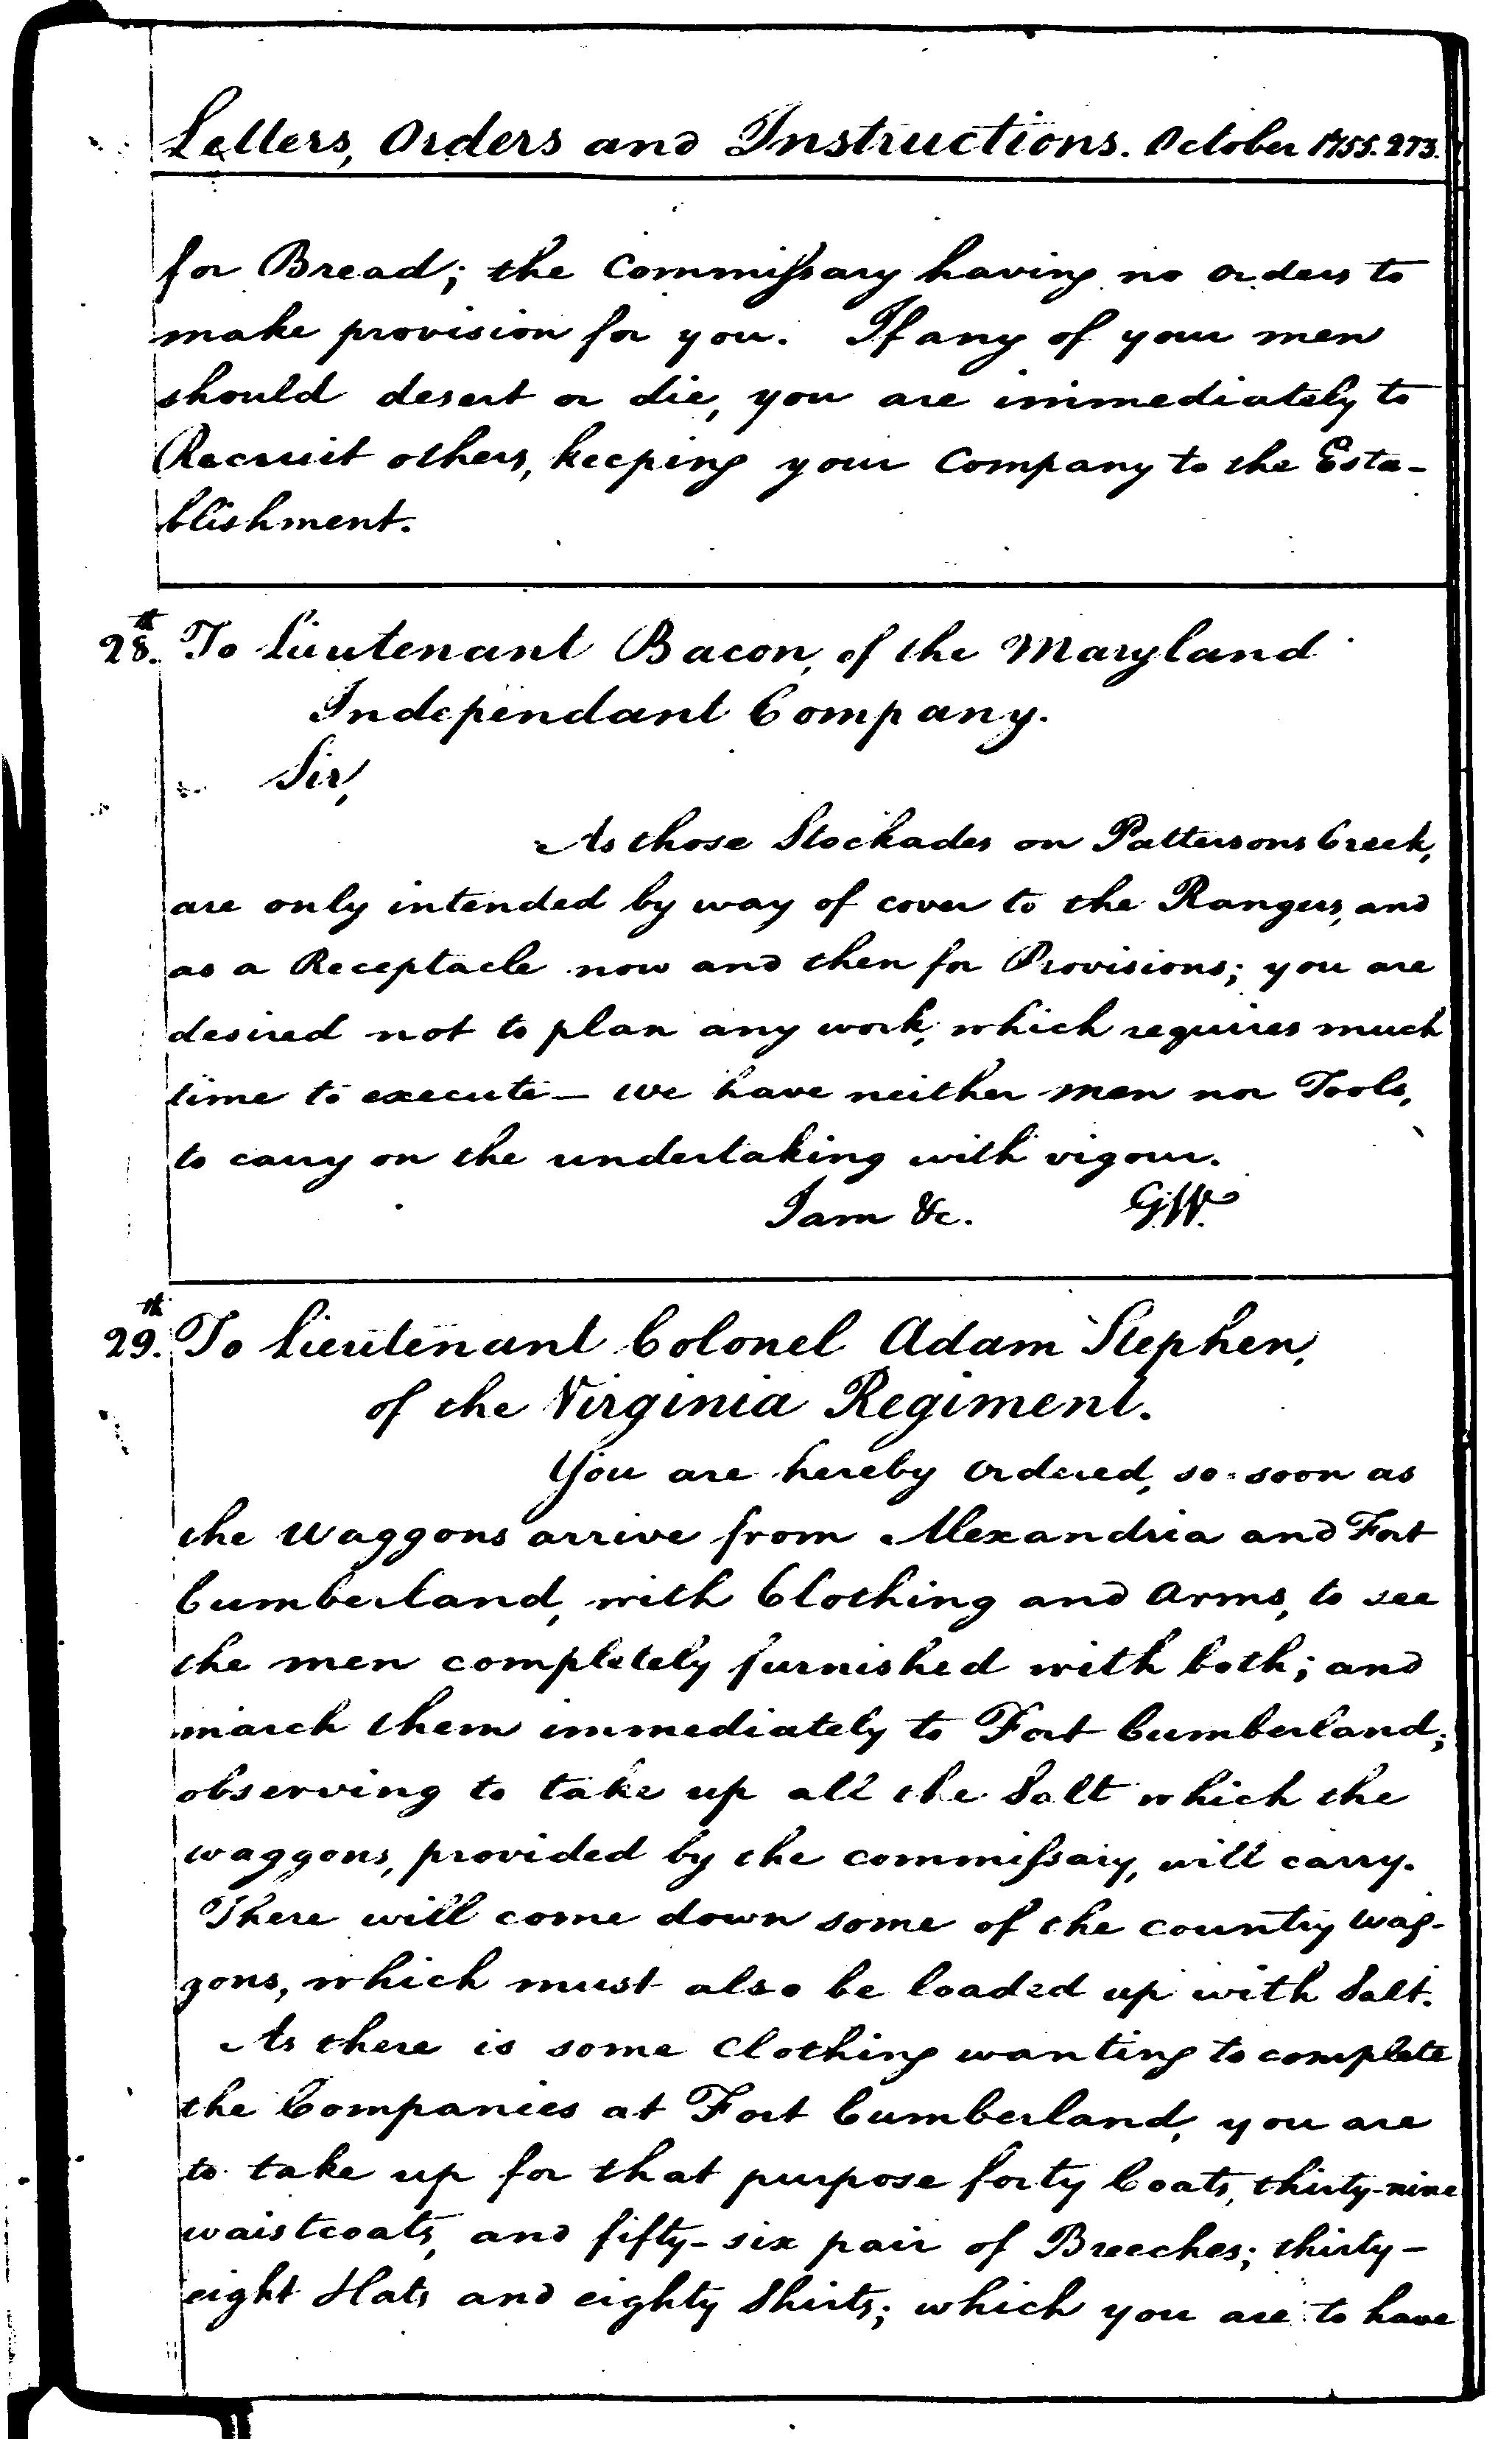 Letters, Orders and Instructions. October 1755. 273.
for Bread; the Commissary having no orders to
make provision for you. If any of your men
should desert or die, you are immediately to
Recruit others, keeping your Company to the Esta-
blishment.
28.th To Lieutenant Bacon, of the Maryland
Independant Company.
Sir,
As those Stockades on Pattersons Creek,
are only intended by way of cover to the Rangers, and
as a Receptacle now and then for Provisions; you are
desired not to plan any work, which requires much
time to execute — we have neither men nor Tools,
to carry on the undertaking with vigour.
I am &c. G:W.
29.th To Lieutenant Colonel Adam Stephen,
of the Virginia Regiment.
You are hereby ordered, so soon as
the Waggons arrive from Alexandria and Fort
Cumberland, with Clothing and Arms, to see
the men completely furnished with both; and
march them immediately to Fort Cumberland;
observing to take up all the Salt which the
waggons, provided by the commissary, will carry.
There will come down some of the country wag-
gons, which must also be loaded up with Salt.
As there is some Clothing wanting to complete
the Companies at Fort Cumberland, you are
to take up for that purpose forty Coats, thirty-nine
waistcoats, and fifty-six pair of Breeches; thirty-
eight Hats and eighty Shirts; which you are to have